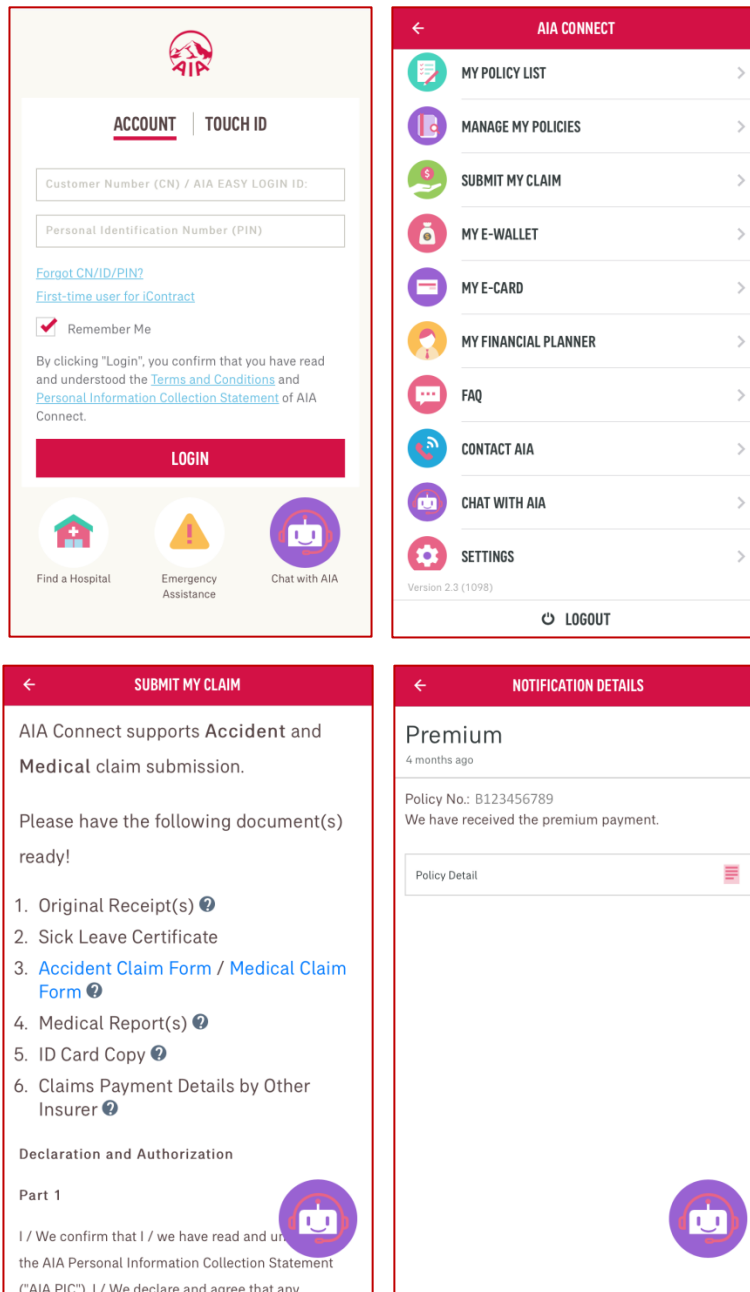 AIA
ACCOUNT | TOUCH ID
Customer Number (CN) / AIA EASY LOGIN ID:
Personal Identification Number (PIN)
Forgot CN/ID/PIN?
First-time user for iContract
Remember Me
By clicking "Login", you confirm that you have read
and understood the Terms and Conditions and
Personal Information Collection Statement of AIA
Connect.
LOGIN
Find a Hospital
Emergency
Assistance
Chat with AIA
AIA CONNECT
MY POLICY LIST
MANAGE MY POLICIES
SUBMIT MY CLAIM
MY E-WALLET
MY E-CARD
MY FINANCIAL PLANNER
FAQ
CONTACT AIA
CHAT WITH AIA
SETTINGS
Version 2.3 (1098)
LOGOUT
SUBMIT MY CLAIM
AIA Connect supports Accident and
Medical claim submission.
Please have the following document(s)
ready!
1. Original Receipt(s) ?
2. Sick Leave Certificate
3. Accident Claim Form / Medical Claim
Form ?
4. Medical Report(s) ?
5. ID Card Copy ?
6. Claims Payment Details by Other
Insurer ?
Declaration and Authorization
Part 1
I / We confirm that I / we have read and
the AIA Personal Information Collection Statement
("AIA PIC"). I / We declare and agree that any
NOTIFICATION DETAILS
Premium
4 months ago
Policy No.: B123456789
We have received the premium payment.
Policy Detail